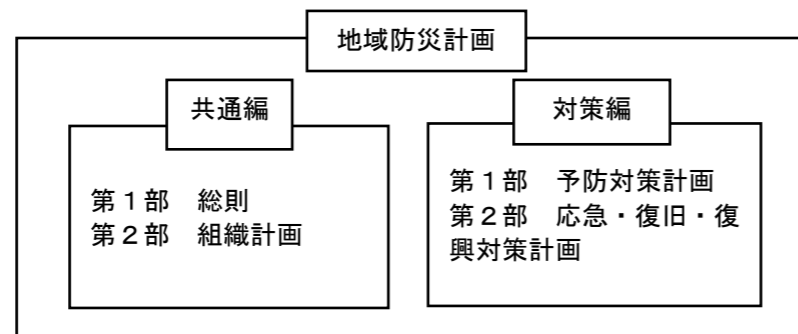 地域防災計画
共通編
第１部　総則
第２部　組織計画
対策編
第１部　予防対策計画
第２部　応急・復旧・復
興対策計画